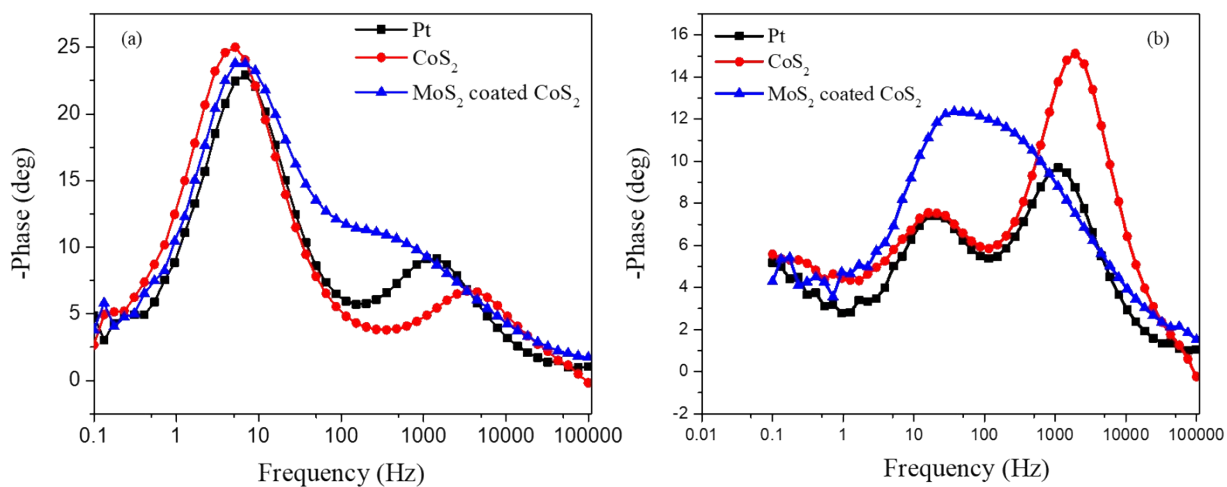 (a)
Pt
CoS2
MoS2 coated CoS2
25
20
15
10
5
0
0.1 1 10 100 1000 10000 100000
-Phase (deg)
Frequency (Hz)
(b)
Pt
CoS2
MoS2 coated CoS2
16
14
12
10
8
6
4
2
0
-2
0.01 0.1 1 10 100 1000 10000 100000
-Phase (deg)
Frequency (Hz)